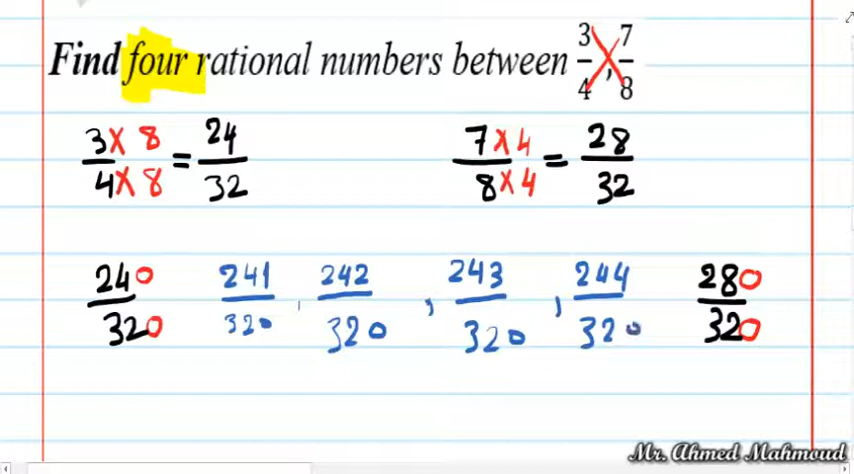 Find four rational numbers between 3/4 , 7/8
3 × 8 / 4 × 8 = 24/32
7 × 4 / 8 × 4 = 28/32
240/320 241/320 , 242/320 , 243/320 , 244/320 280/320
Mr. Ahmed Mahmoud